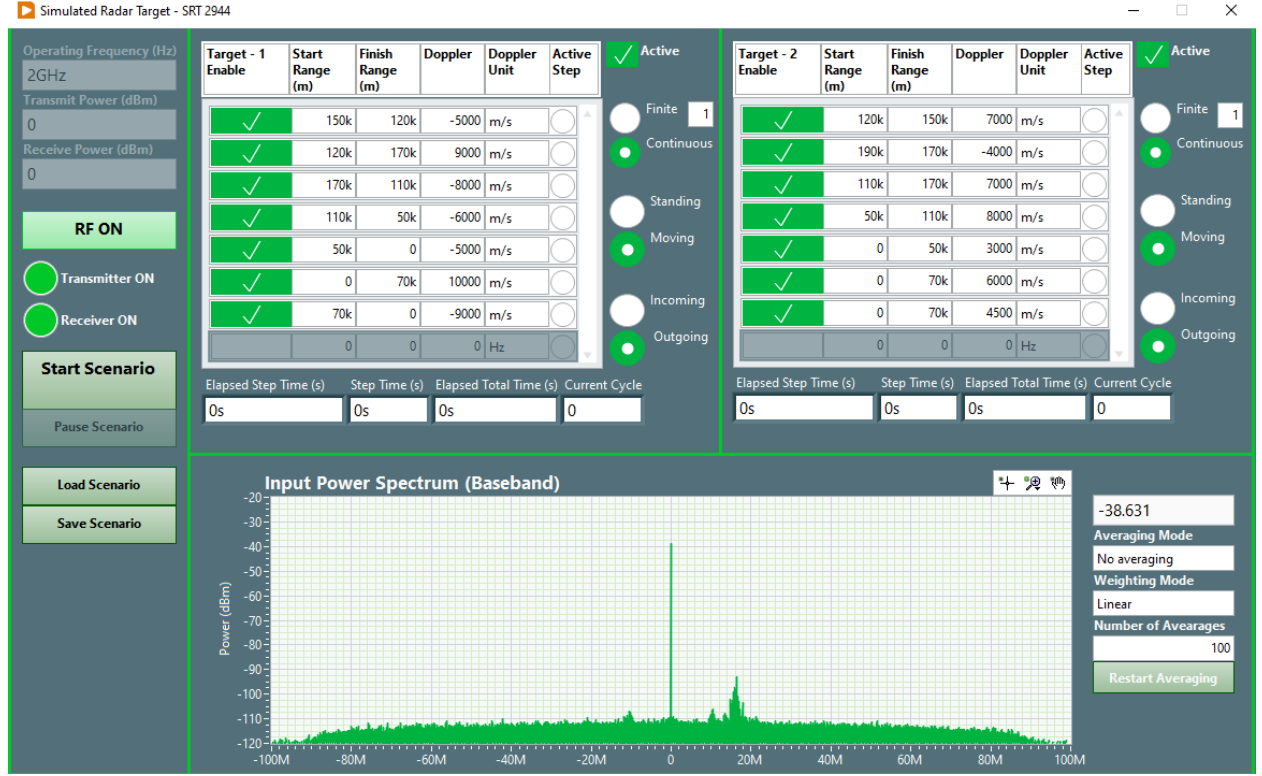 Simulated Radar Target - SRT 2944
Operating Frequency (Hz)
2GHz
Transmit Power (dBm)
0
Receive Power (dBm)
0
RF ON
Transmitter ON
Receiver ON
Start Scenario
Pause Scenario
Load Scenario
Save Scenario
Target - 1 Enable Start Range (m) Finish Range (m) Doppler Doppler Unit Active Step
150k 120k -5000 m/s
120k 170k 9000 m/s
170k 110k -8000 m/s
110k 50k -6000 m/s
50k 0 -5000 m/s
0 70k 10000 m/s
70k 0 -9000 m/s
0 0 0 Hz
Active
Finite 1
Continuous
Standing
Moving
Incoming
Outgoing
Elapsed Step Time (s) Step Time (s) Elapsed Total Time (s) Current Cycle
0s 0s 0s 0
Target - 2 Enable Start Range (m) Finish Range (m) Doppler Doppler Unit Active Step
120k 150k 7000 m/s
190k 170k -4000 m/s
110k 170k 7000 m/s
50k 110k 8000 m/s
0 50k 3000 m/s
0 70k 6000 m/s
0 70k 4500 m/s
0 0 0 Hz
Active
Finite 1
Continuous
Standing
Moving
Incoming
Outgoing
Elapsed Step Time (s) Step Time (s) Elapsed Total Time (s) Current Cycle
0s 0s 0s 0
Input Power Spectrum (Baseband)
Power (dBm)
-20
-30
-40
-50
-60
-70
-80
-90
-100
-110
-120
-100M -80M -60M -40M -20M 0 20M 40M 60M 80M 100M
-38.631
Averaging Mode
No averaging
Weighting Mode
Linear
Number of Avearages
100
Restart Averaging